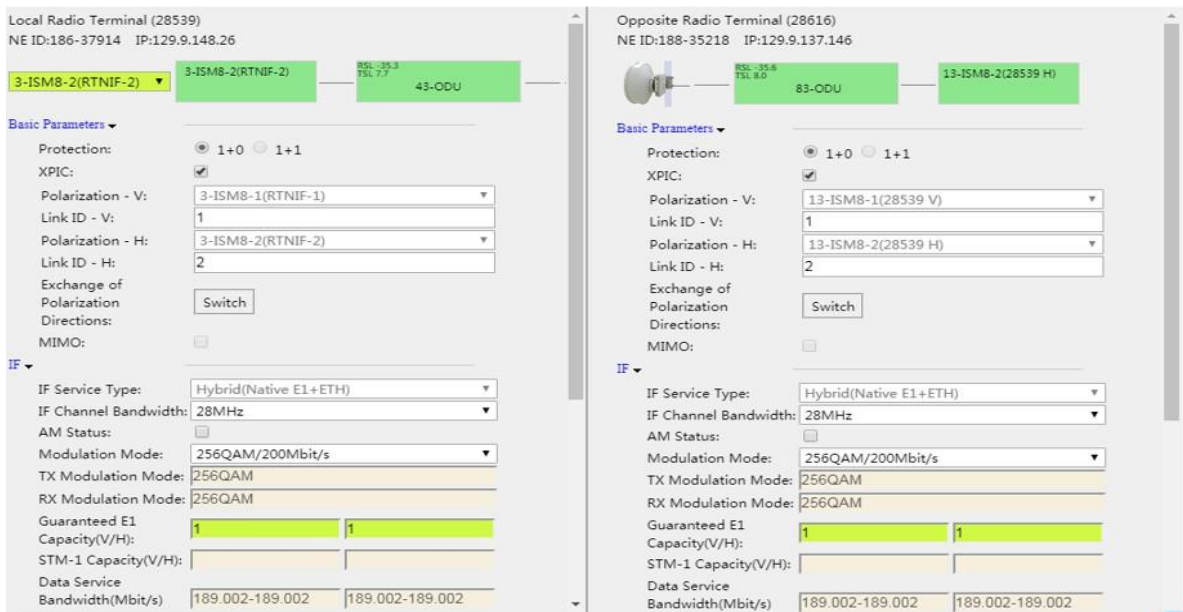 Local Radio Terminal (28539)
NE ID:186-37914 IP:129.9.148.26
3-ISM8-2(RTNIF-2)
3-ISM8-2(RTNIF-2)
RSL -35.3
TSL 7.7
43-ODU
Basic Parameters
Protection: 1+0 1+1
XPIC:
Polarization - V: 3-ISM8-1(RTNIF-1)
Link ID - V: 1
Polarization - H: 3-ISM8-2(RTNIF-2)
Link ID - H: 2
Exchange of
Polarization Switch
Directions:
MIMO:
IF
IF Service Type: Hybrid(Native E1+ETH)
IF Channel Bandwidth: 28MHz
AM Status:
Modulation Mode: 256QAM/200Mbit/s
TX Modulation Mode: 256QAM
RX Modulation Mode: 256QAM
Guaranteed E1
Capacity(V/H): 1 1
STM-1 Capacity(V/H):
Data Service
Bandwidth(Mbit/s) 189.002-189.002 189.002-189.002
Opposite Radio Terminal (28616)
NE ID:188-35218 IP:129.9.137.146
RSL -35.6
TSL 8.0
83-ODU
13-ISM8-2(28539 H)
Basic Parameters
Protection: 1+0 1+1
XPIC:
Polarization - V: 13-ISM8-1(28539 V)
Link ID - V: 1
Polarization - H: 13-ISM8-2(28539 H)
Link ID - H: 2
Exchange of
Polarization Switch
Directions:
MIMO:
IF
IF Service Type: Hybrid(Native E1+ETH)
IF Channel Bandwidth: 28MHz
AM Status:
Modulation Mode: 256QAM/200Mbit/s
TX Modulation Mode: 256QAM
RX Modulation Mode: 256QAM
Guaranteed E1
Capacity(V/H): 1 1
STM-1 Capacity(V/H):
Data Service
Bandwidth(Mbit/s) 189.002-189.002 189.002-189.002